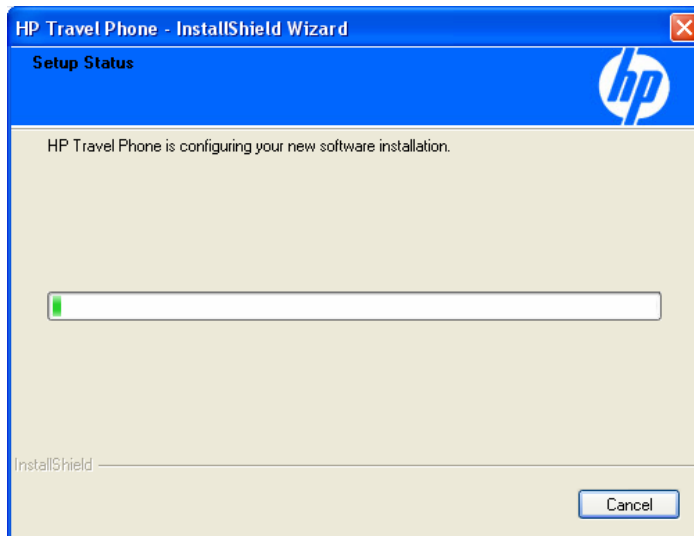 HP Travel Phone - InstallShield Wizard
Setup Status
hp
HP Travel Phone is configuring your new software installation.
InstallShield
Cancel